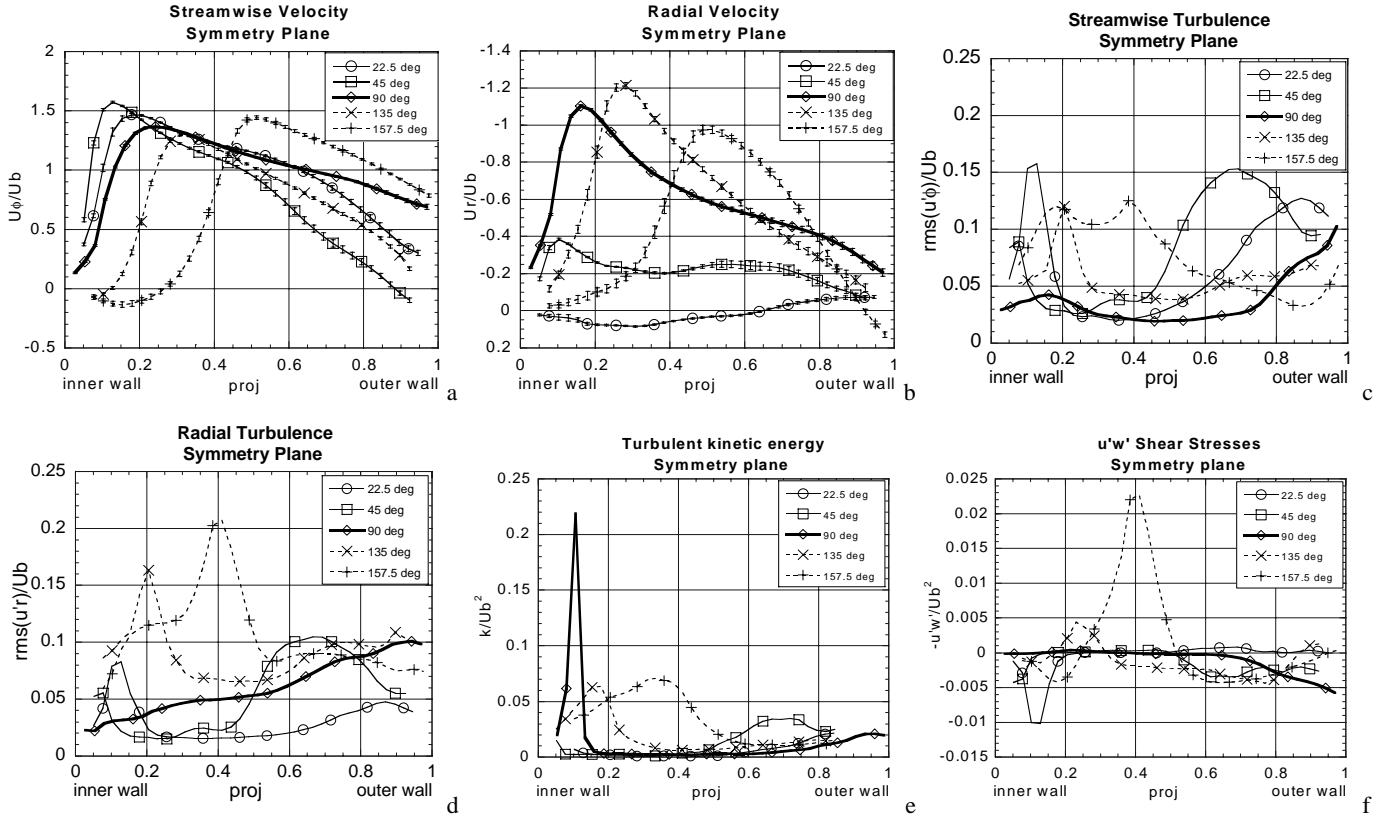 Streamwise Velocity
Symmetry Plane
Uϕ/Ub
2
1.5
1
0.5
0
-0.5
22.5 deg
45 deg
90 deg
135 deg
157.5 deg
0 0.2 0.4 0.6 0.8 1
inner wall proj outer wall
a
Radial Velocity
Symmetry Plane
Ur/Ub
-1.4
-1.2
-1
-0.8
-0.6
-0.4
-0.2
0
0.2
22.5 deg
45 deg
90 deg
135 deg
157.5 deg
0 0.2 0.4 0.6 0.8 1
inner wall proj outer wall
b
Streamwise Turbulence
Symmetry Plane
rms(u'ϕ)/Ub
0.25
0.2
0.15
0.1
0.05
0
22.5 deg
45 deg
90 deg
135 deg
157.5 deg
0 0.2 0.4 0.6 0.8 1
inner wall proj outer wall
c
Radial Turbulence
Symmetry Plane
rms(u'r)/Ub
0.25
0.2
0.15
0.1
0.05
0
22.5 deg
45 deg
90 deg
135 deg
157.5 deg
0 0.2 0.4 0.6 0.8 1
inner wall proj outer wall
d
Turbulent kinetic energy
Symmetry plane
k/Ub²
0.25
0.2
0.15
0.1
0.05
0
22.5 deg
45 deg
90 deg
135 deg
157.5 deg
0 0.2 0.4 0.6 0.8 1
inner wall proj outer wall
e
u'w' Shear Stresses
Symmetry plane
-u'w'/Ub²
0.025
0.02
0.015
0.01
0.005
0
-0.005
-0.01
-0.015
22.5 deg
45 deg
90 deg
135 deg
157.5 deg
0 0.2 0.4 0.6 0.8 1
inner wall proj outer wall
f